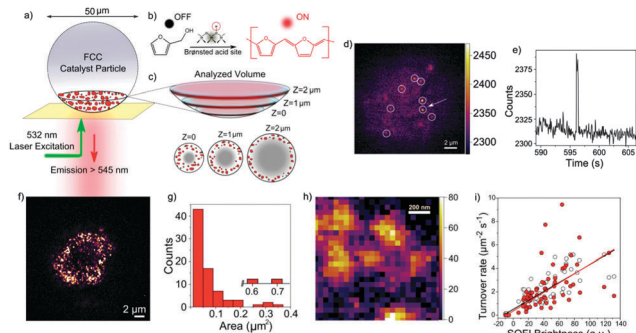 a)
50 µm
FCC
Catalyst Particle
532 nm
Laser Excitation
Emission > 545 nm
b)
OFF
OH
Brønsted acid site
ON
c)
Analyzed Volume
Z=2 µm
Z=1 µm
Z=0
Z=0
Z=1µm
Z=2µm
d)
2 µm
2450
2400
2350
2300
e)
Counts
2375
2350
2325
2300
590
595
600
605
Time (s)
f)
2 µm
g)
Counts
40
30
20
10
0
0.6
0.7
0.0
0.1
0.2
0.3
0.4
Area (µm²)
h)
200 nm
80
60
40
20
0
i)
Turnover rate (µm⁻² s⁻¹)
10
8
6
4
2
0
-20
0
20
40
60
80
100
120
140
SOFI Brightness (a.u.)